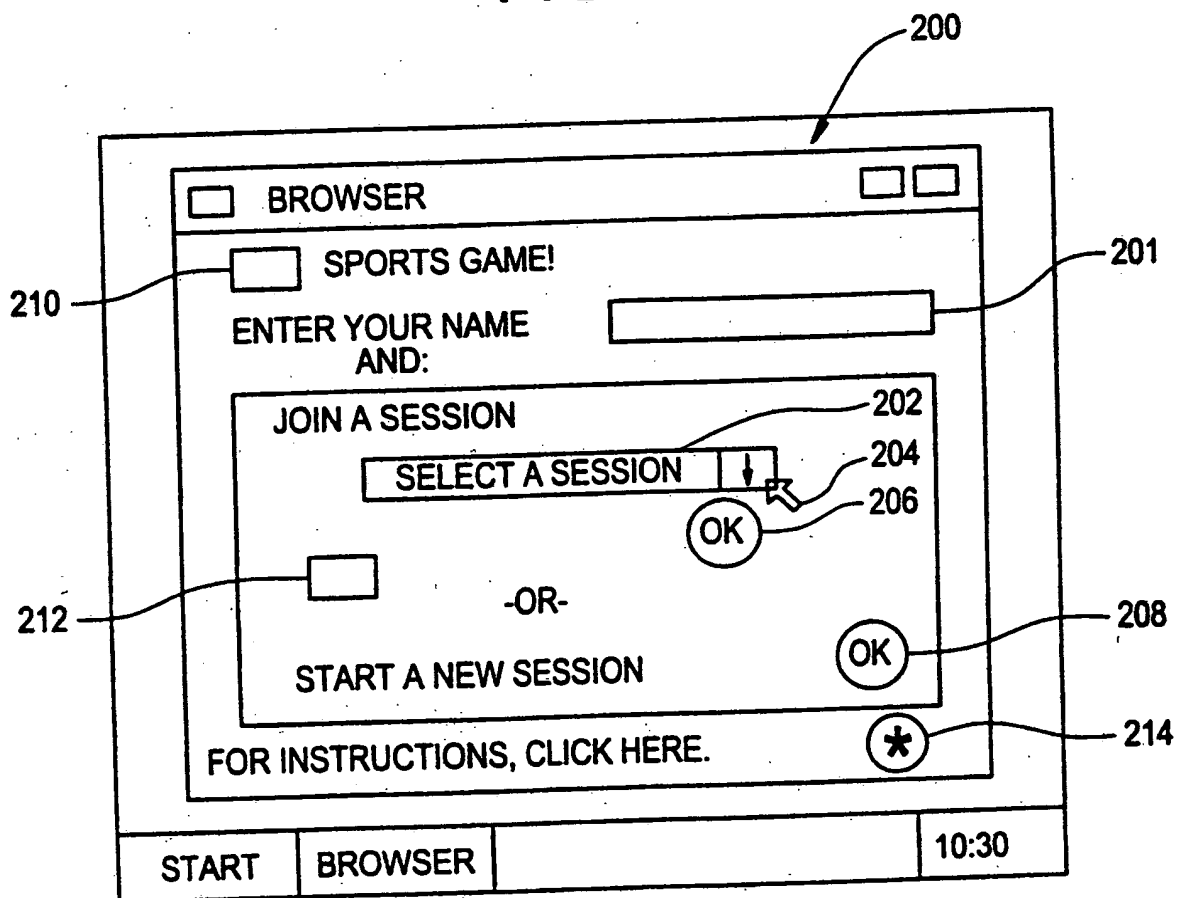 200
BROWSER
SPORTS GAME!
201
210
ENTER YOUR NAME
AND:
JOIN A SESSION
202
SELECT A SESSION
204
206
OK
212
-OR-
208
OK
START A NEW SESSION
214
*
FOR INSTRUCTIONS, CLICK HERE.
START BROWSER 10:30